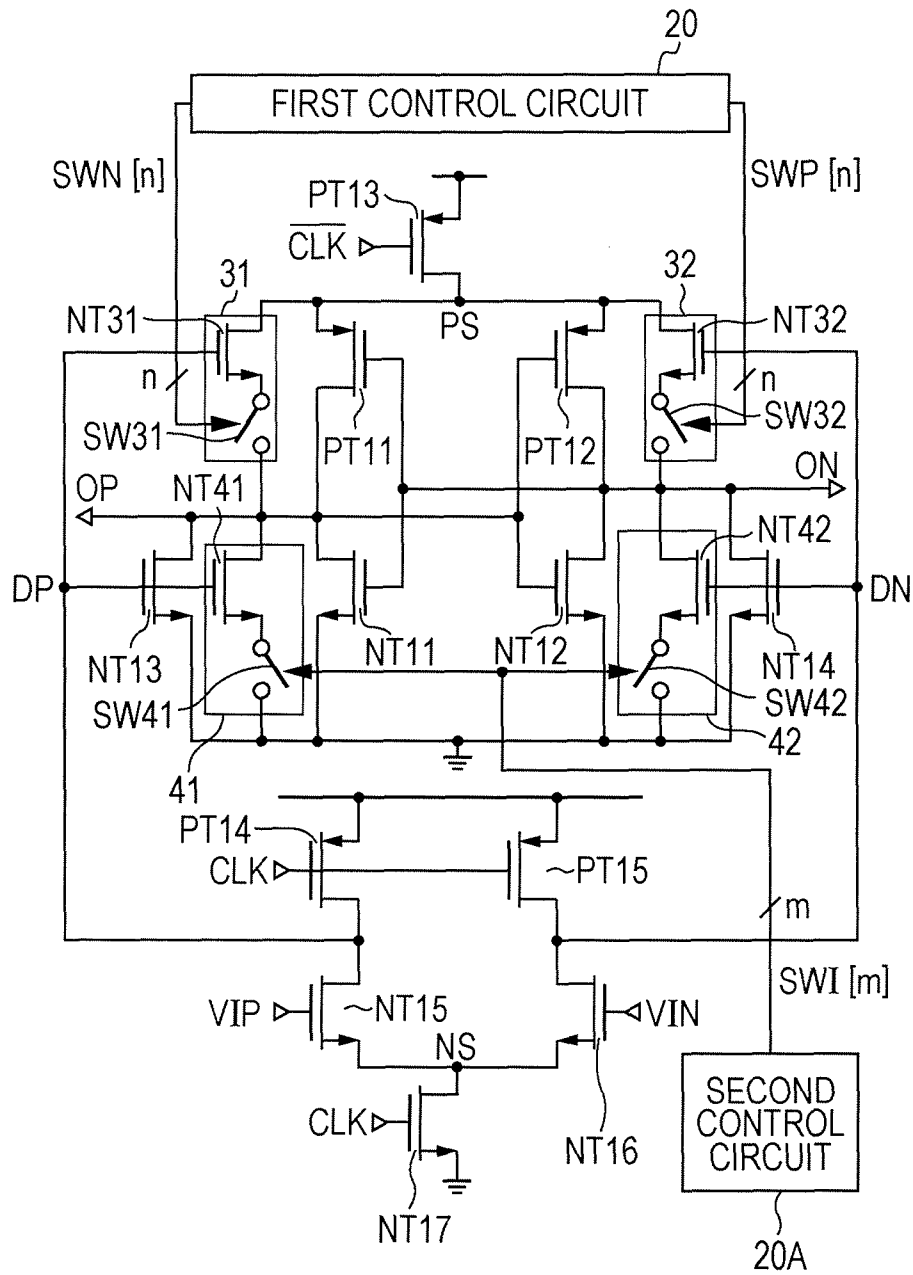 20
FIRST CONTROL CIRCUIT
SWN [n]
SWP [n]
PT13
CLK
31
32
NT31
PS
NT32
n
n
SW31
PT11
PT12
SW32
OP
NT41
ON
NT42
DP
DN
NT13
NT11
NT12
NT14
SW41
SW42
41
42
PT14
CLK
PT15
m
SWI [m]
VIP
NT15
VIN
NS
CLK
NT16
SECOND
CONTROL
CIRCUIT
NT17
20A